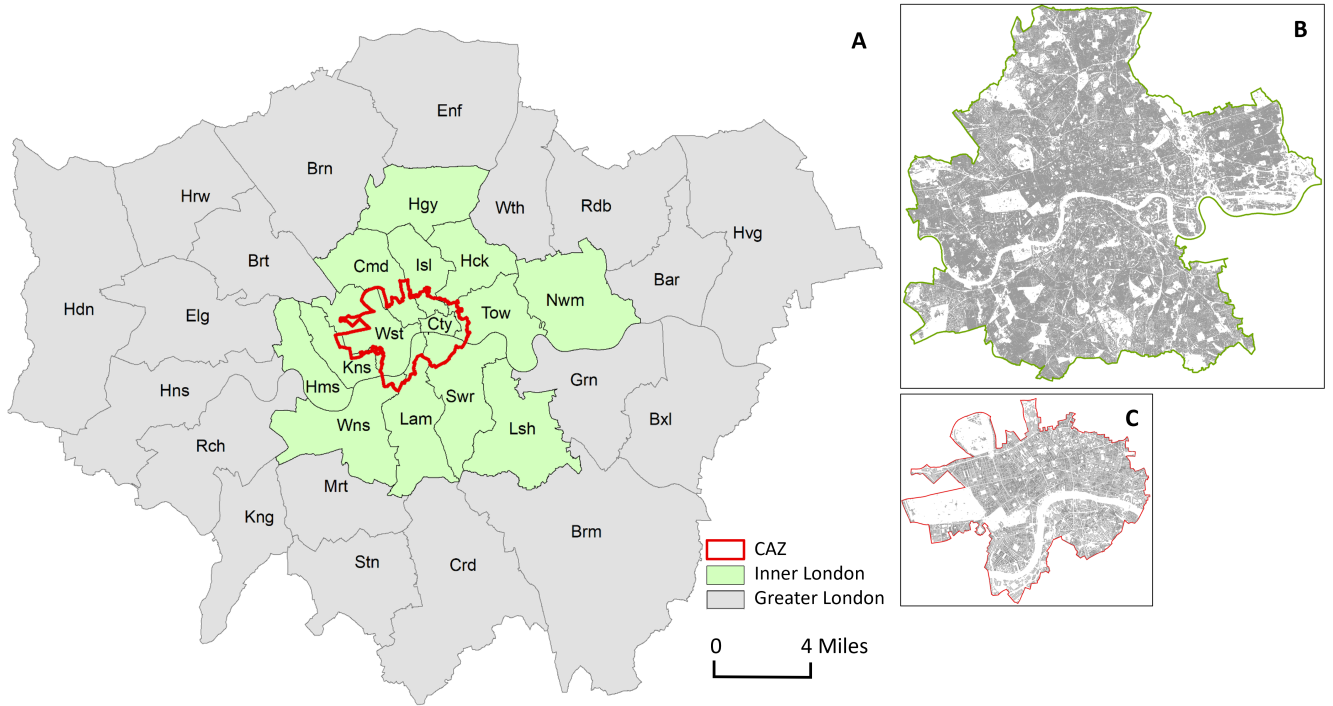 A
B
Enf
Brn
Hrw
Hgy
Wth
Rdb
Hvg
Brt
Cmd
Isl
Hck
Bar
Nwm
Hdn
Elg
Wst
Cty
Tow
Kns
Hms
Grn
Hns
Swr
Wns
Lam
Lsh
Bxl
Rch
C
Mrt
Kng
Brm
Stn
Crd
CAZ
Inner London
Greater London
0 4 Miles